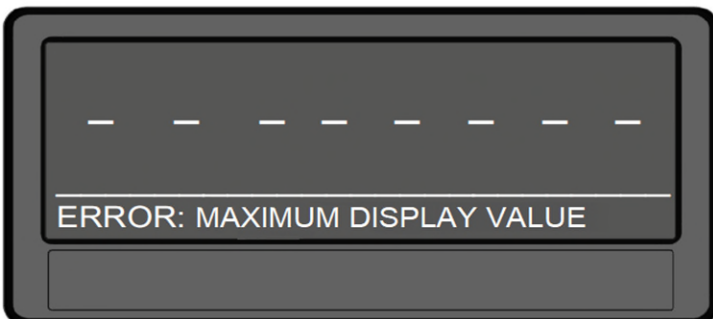 – – – – – – – –
ERROR: MAXIMUM DISPLAY VALUE